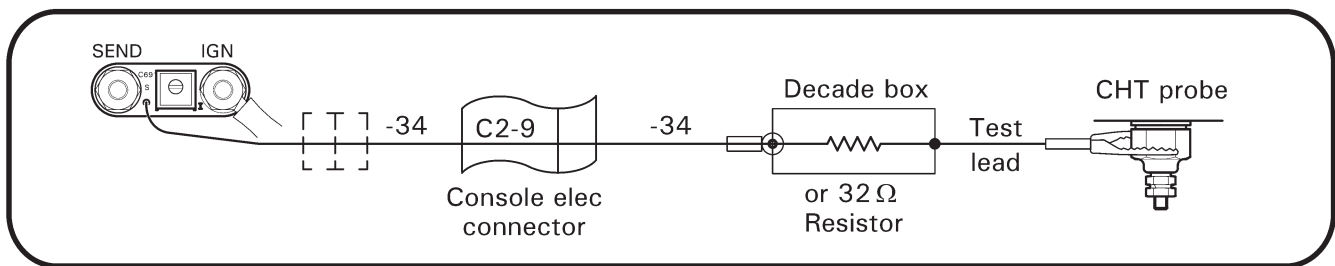 SEND IGN
C69
S
-34
C2-9
-34
Console elec
connector
Decade box
or 32 Ω
Resistor
Test
lead
CHT probe